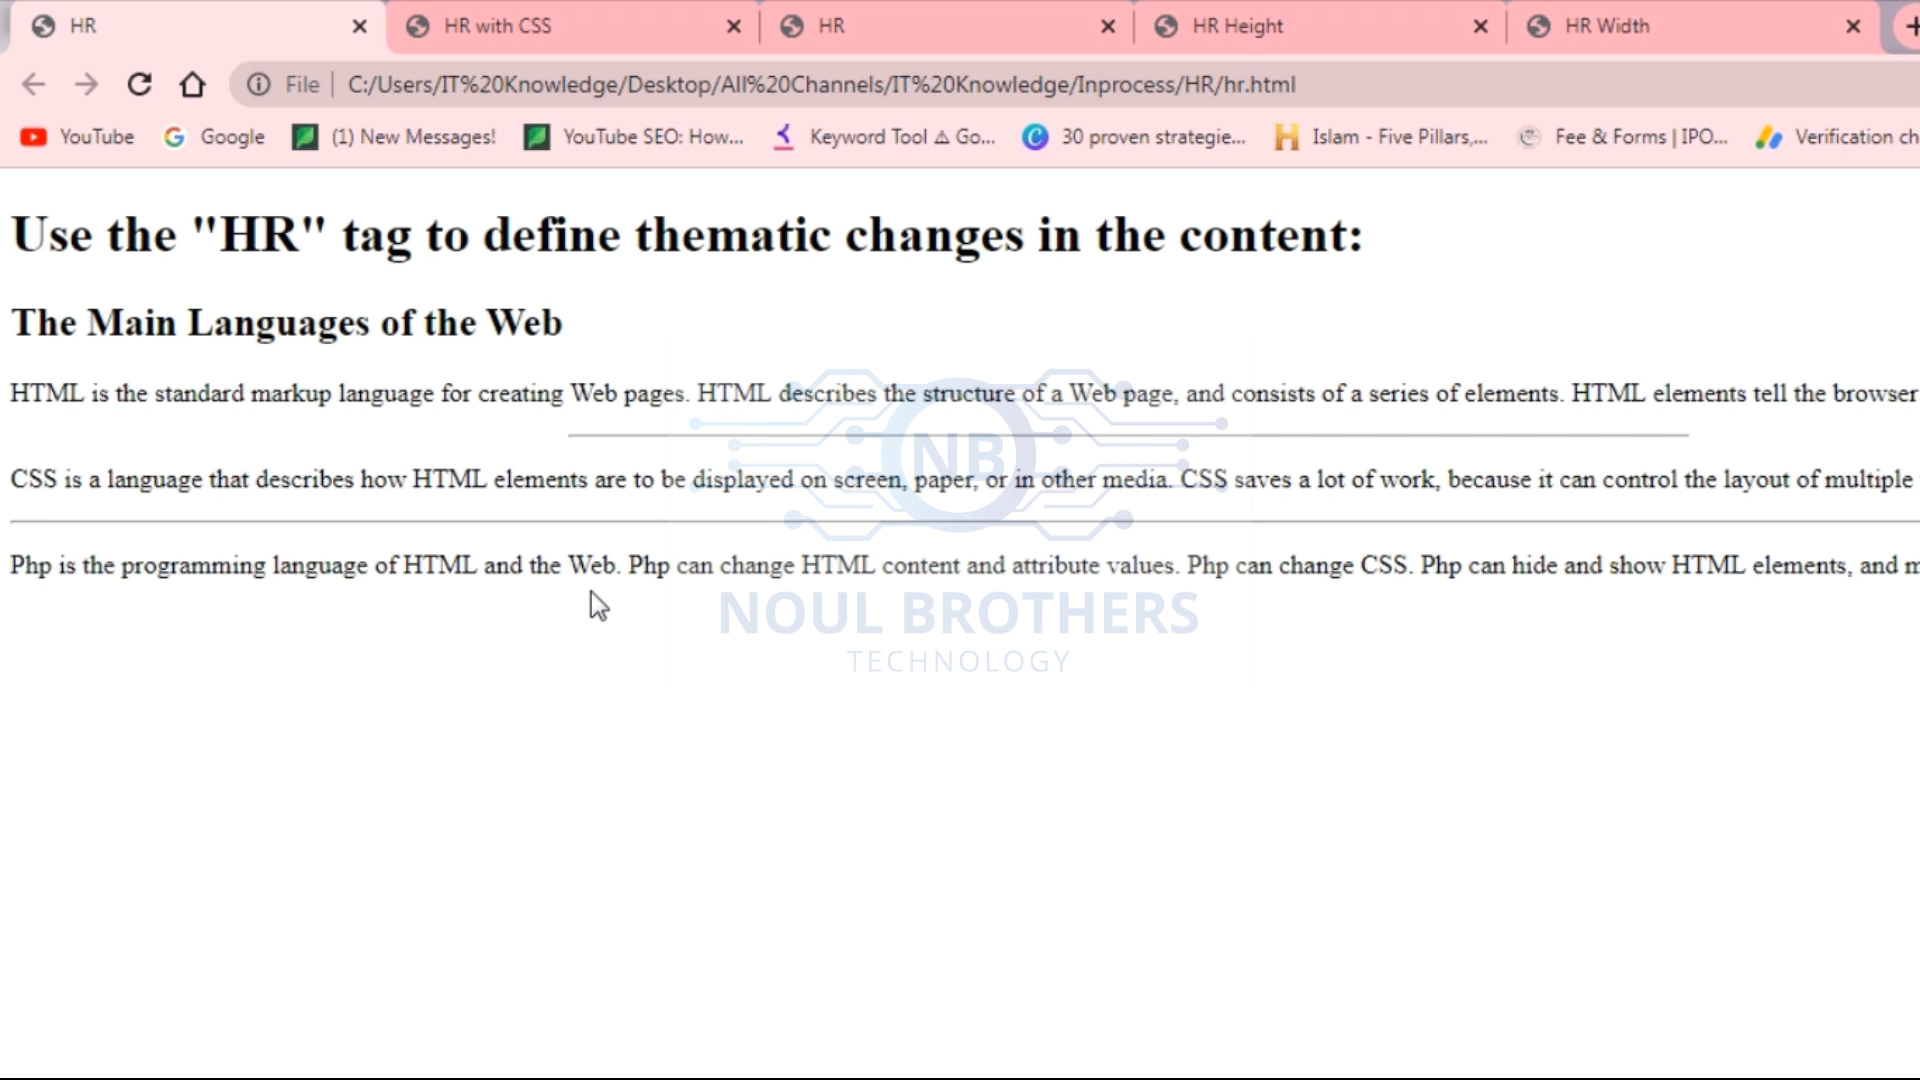 HR
HR with CSS
HR
HR Height
HR Width
File
C:/Users/IT%20Knowledge/Desktop/All%20Channels/IT%20Knowledge/Inprocess/HR/hr.html
YouTube
Google
(1) New Messages!
YouTube SEO: How...
Keyword Tool ⚠ Go...
30 proven strategie...
Islam - Five Pillars,...
Fee & Forms | IPO...
Verification ch
Use the "HR" tag to define thematic changes in the content:
The Main Languages of the Web
HTML is the standard markup language for creating Web pages. HTML describes the structure of a Web page, and consists of a series of elements. HTML elements tell the browser
CSS is a language that describes how HTML elements are to be displayed on screen, paper, or in other media. CSS saves a lot of work, because it can control the layout of multiple
Php is the programming language of HTML and the Web. Php can change HTML content and attribute values. Php can change CSS. Php can hide and show HTML elements, and m
NB
NOUL BROTHERS
TECHNOLOGY